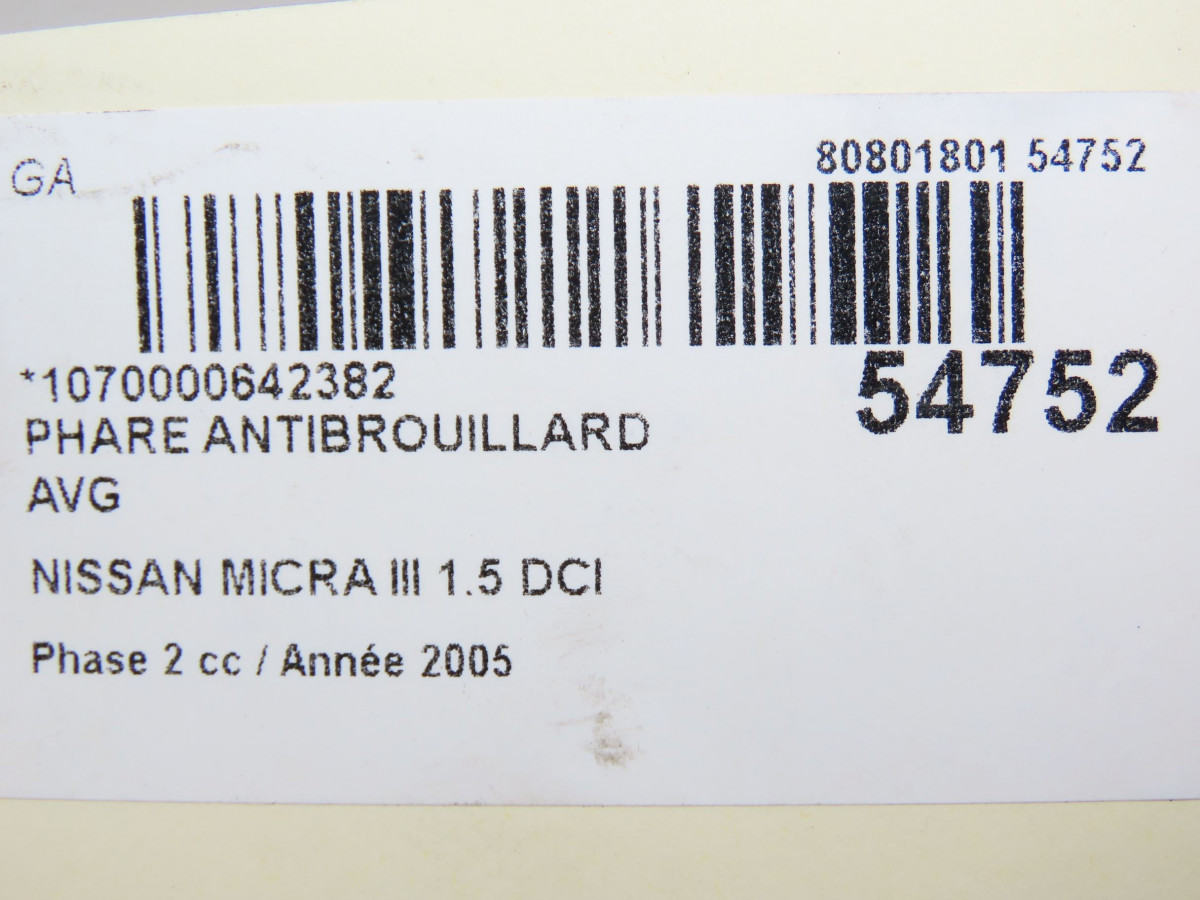 GA
80801801 54752
*1070000642382
54752
PHARE ANTIBROUILLARD
AVG
NISSAN MICRA III 1.5 DCI
Phase 2 cc / Année 2005